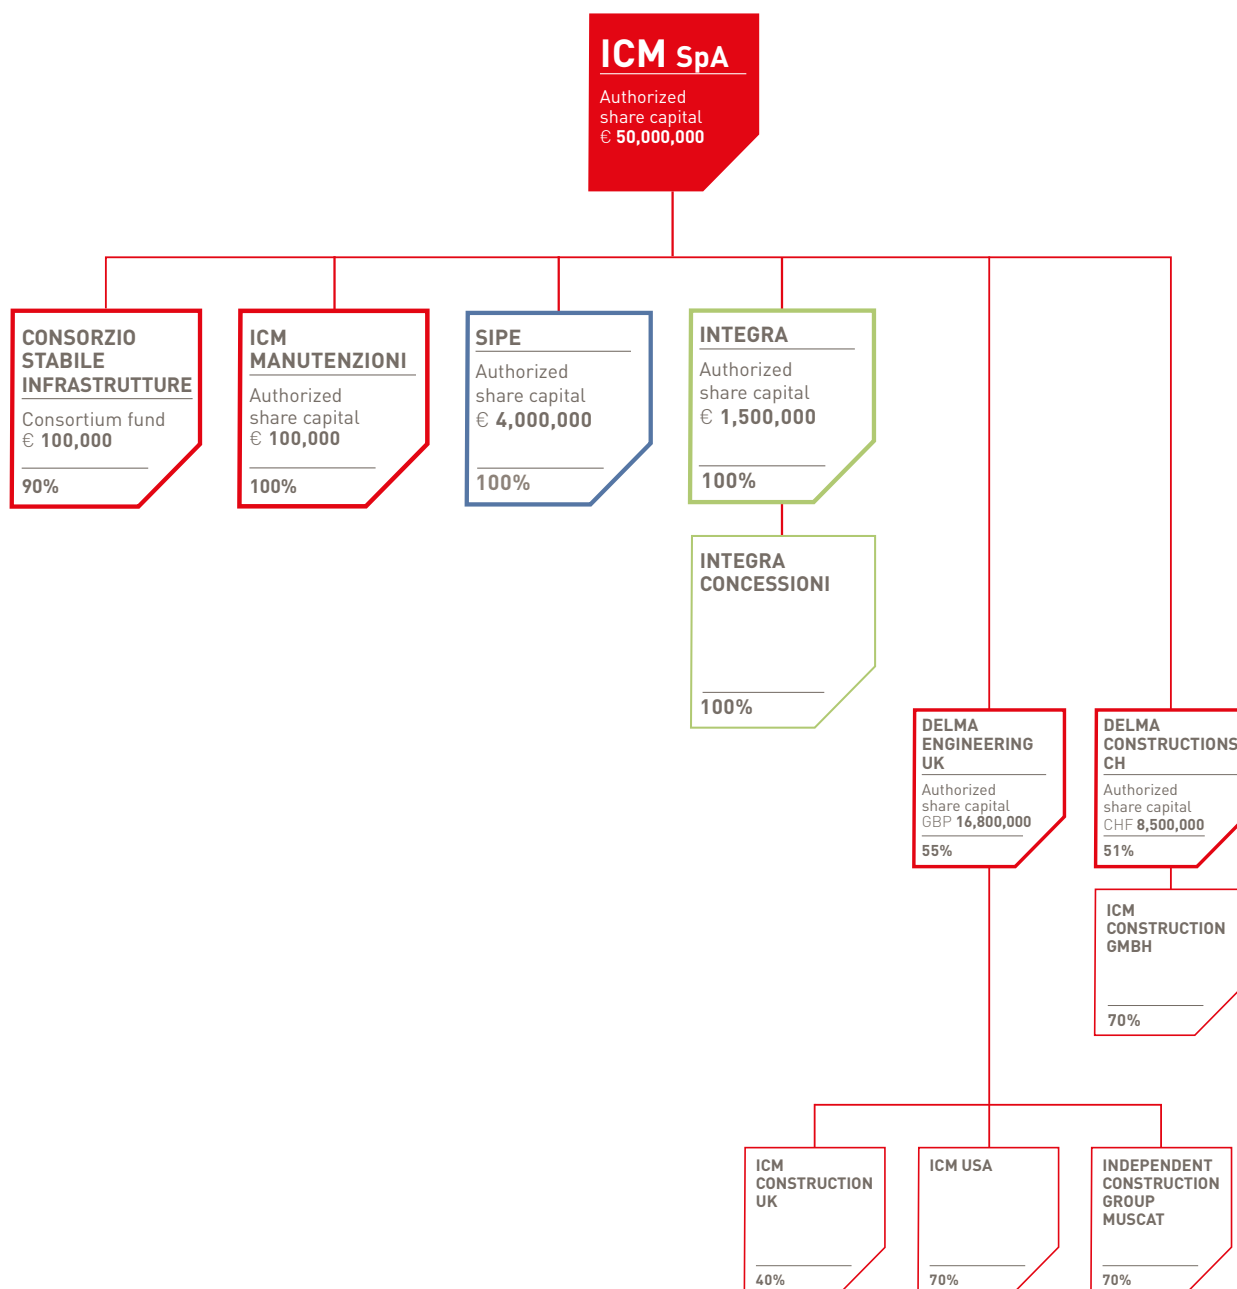 ICM SpA
Authorized
share capital
€ 50,000,000
CONSORZIO
STABILE
INFRASTRUTTURE
Consortium fund
€ 100,000
90%
ICM
MANUTENZIONI
Authorized
share capital
€ 100,000
100%
SIPE
Authorized
share capital
€ 4,000,000
100%
INTEGRA
Authorized
share capital
€ 1,500,000
100%
INTEGRA
CONCESSIONI
100%
DELMA
ENGINEERING
UK
Authorized
share capital
GBP 16,800,000
55%
DELMA
CONSTRUCTIONS
CH
Authorized
share capital
CHF 8,500,000
51%
ICM
CONSTRUCTION
GMBH
70%
ICM
CONSTRUCTION
UK
40%
ICM USA
70%
INDEPENDENT
CONSTRUCTION
GROUP
MUSCAT
70%